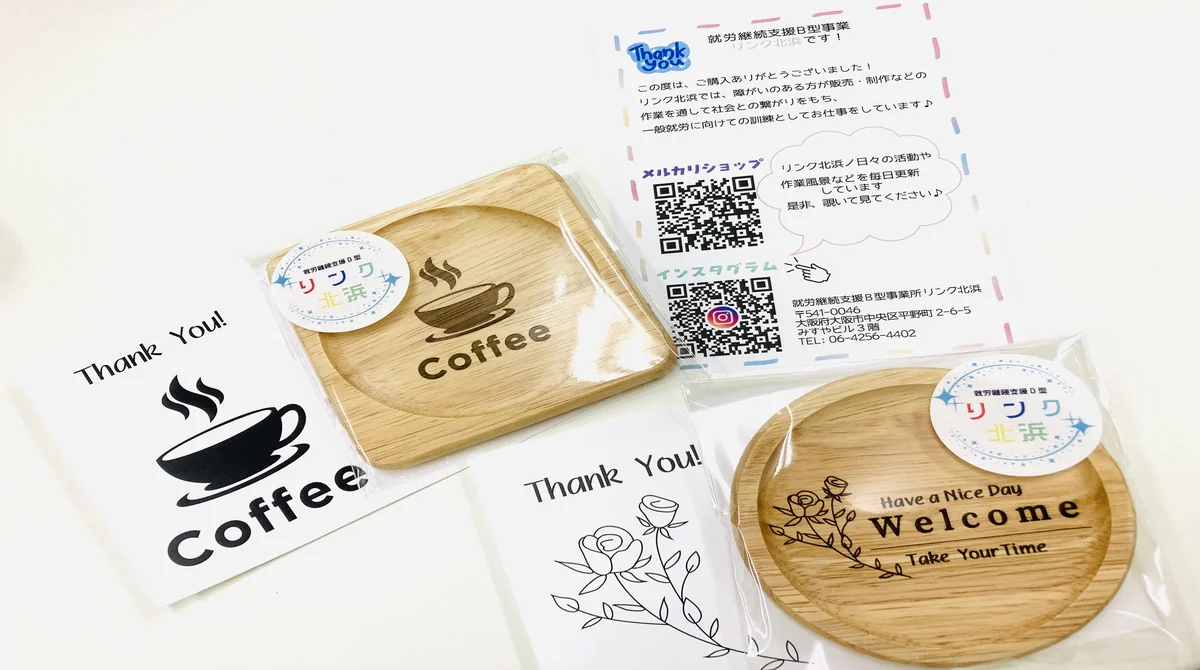 Thank you
就労継続支援B型事業
リンク北浜です！
この度は、ご購入ありがとうございました！
リンク北浜では、障がいのある方が販売・制作などの
作業を通して社会との繋がりをもち、
一般就労に向けての訓練としてお仕事をしています♪
メルカリショップ
リンク北浜ノ日々の活動や
作業風景などを毎日更新
しています
是非、覗いて見てください♪
インスタグラム
就労継続支援B型事業所リンク北浜
〒541-0046
大阪府大阪市中央区平野町2-6-5
みすやビル3階
TEL: 06-4256-4402
就労継続支援B型
リンク
北浜
Coffee
Thank You!
Coffee
Thank You!
就労継続支援B型
リンク
北浜
Have a Nice Day
Welcome
Take Your Time